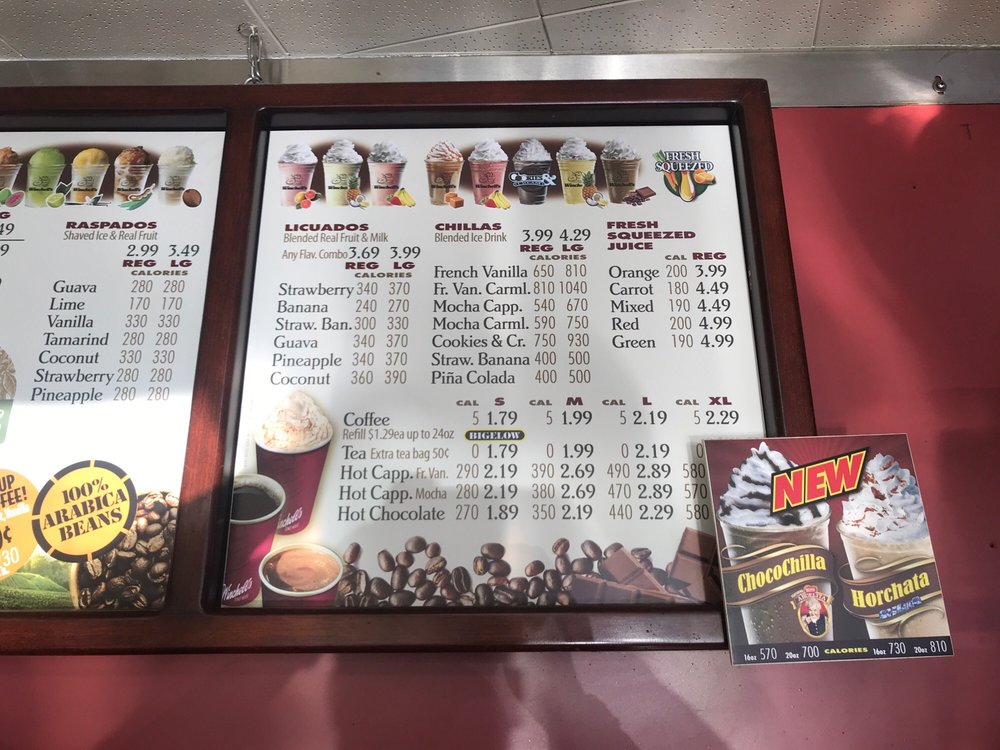 G
49
9
RASPADOS
Shaved Ice & Real Fruit
2.99 3.49
REG LG
CALORIES
Guava 280 280
Lime 170 170
Vanilla 330 330
Tamarind 280 280
Coconut 330 330
Strawberry 280 280
Pineapple 280 280
UP
FEE!
¢
30
100%
ARABICA
BEANS
FRESH
SQUEEZED
LICUADOS
Blended Real Fruit & Milk
Any Flav. Combo 3.69 3.99
REG LG
CALORIES
Strawberry 340 370
Banana 240 270
Straw. Ban. 300 330
Guava 340 370
Pineapple 340 370
Coconut 360 390
CHILLAS
Blended Ice Drink 3.99 4.29
REG LG
CALORIES
French Vanilla 650 810
Fr. Van. Carml. 810 1040
Mocha Capp. 540 670
Mocha Carml. 590 750
Cookies & Cr. 750 930
Straw. Banana 400 500
Piña Colada 400 500
FRESH
SQUEEZED
JUICE
CAL REG
Orange 200 3.99
Carrot 180 4.49
Mixed 190 4.49
Red 200 4.99
Green 190 4.99
CAL S CAL M CAL L CAL XL
Coffee 5 1.79 5 1.99 5 2.19 5 2.29
Refill $1.29ea up to 24oz BIGELOW
Tea Extra tea bag 50¢ 0 1.79 0 1.99 0 2.19 0
Hot Capp. Fr. Van. 290 2.19 390 2.69 490 2.89 580
Hot Capp. Mocha 280 2.19 380 2.69 470 2.89 570
Hot Chocolate 270 1.89 350 2.19 440 2.29 580
Winchell's
NEW
ChocoChilla
Horchata
16oz 570 20oz 700 CALORIES 16oz 730 20oz 810